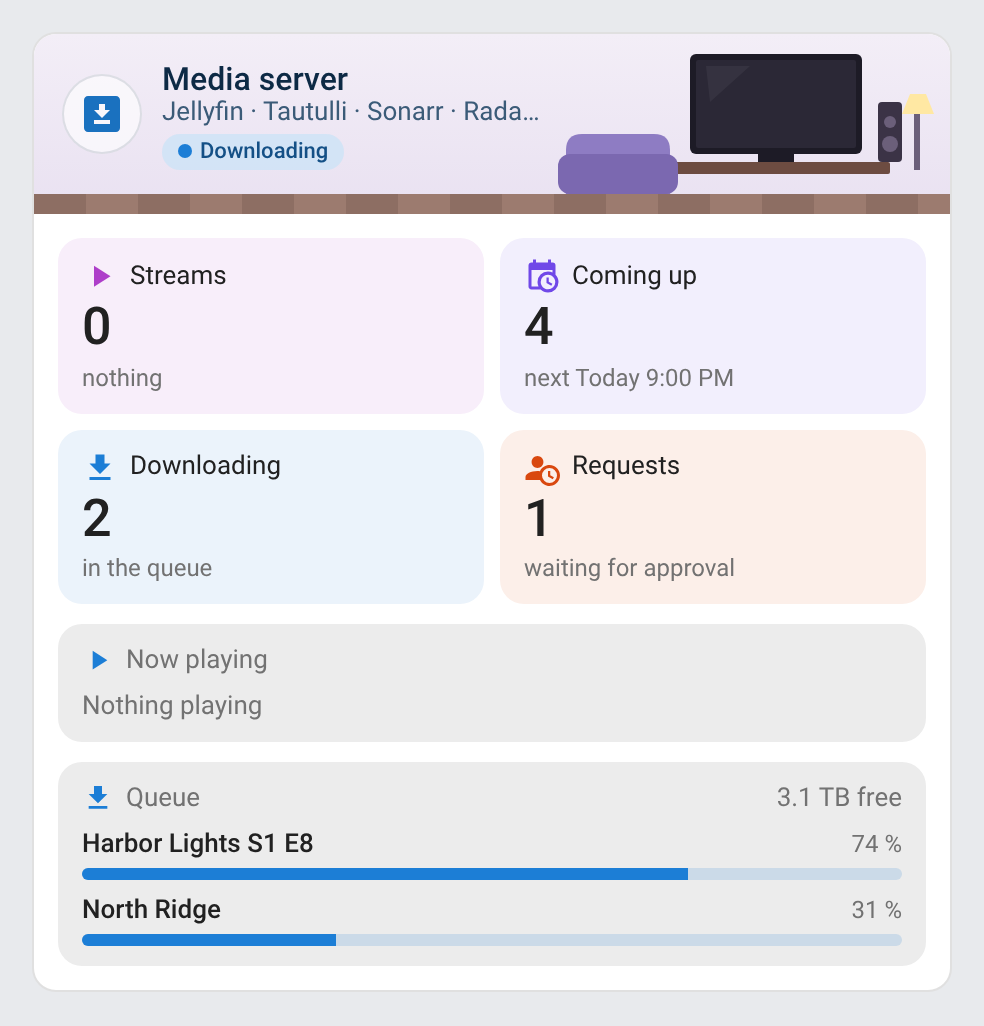 Media server
Jellyfin · Tautulli · Sonarr · Rada…
Downloading
Streams
0
nothing
Coming up
4
next Today 9:00 PM
Downloading
2
in the queue
Requests
1
waiting for approval
Now playing
Nothing playing
Queue 3.1 TB free
Harbor Lights S1 E8 74 %
North Ridge 31 %